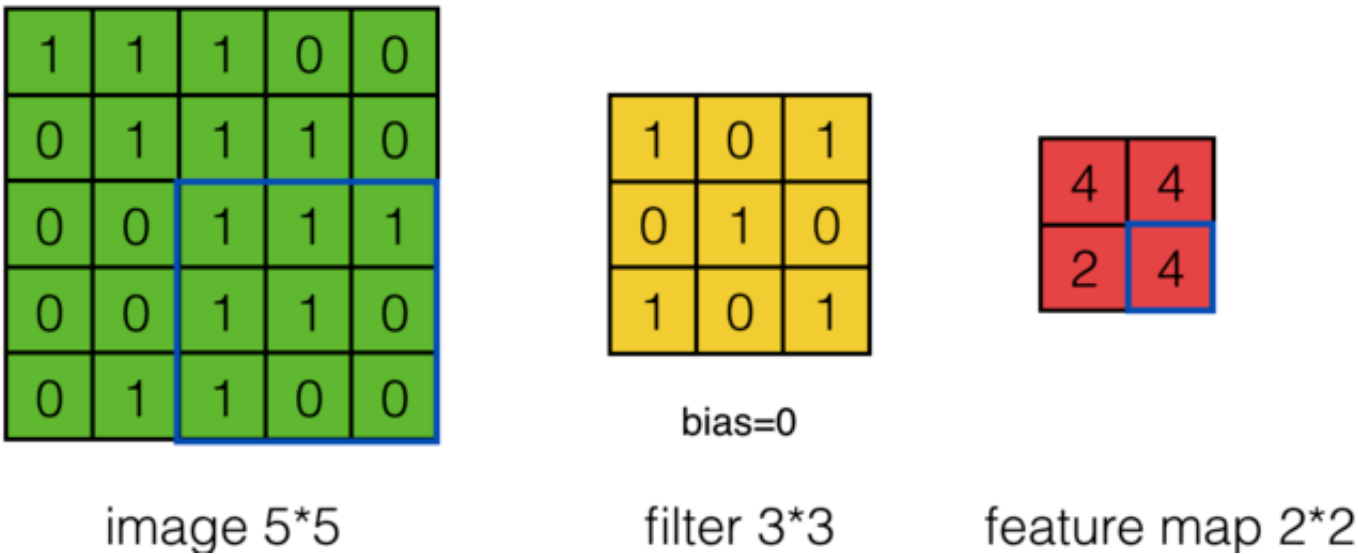 1 1 1 0 0
0 1 1 1 0
0 0 1 1 1
0 0 1 1 0
0 1 1 0 0
image 5*5
1 0 1
0 1 0
1 0 1
bias=0
filter 3*3
4 4
2 4
feature map 2*2